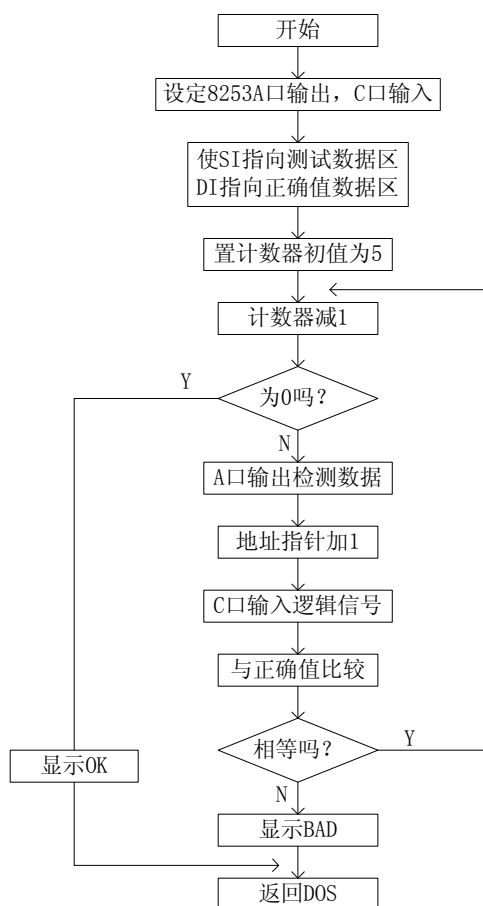 开始
设定8253A口输出，C口输入
使SI指向测试数据区
DI指向正确值数据区
置计数器初值为5
计数器减1
Y
为0吗？
N
A口输出检测数据
地址指针加1
C口输入逻辑信号
与正确值比较
相等吗？
Y
显示OK
N
显示BAD
返回DOS